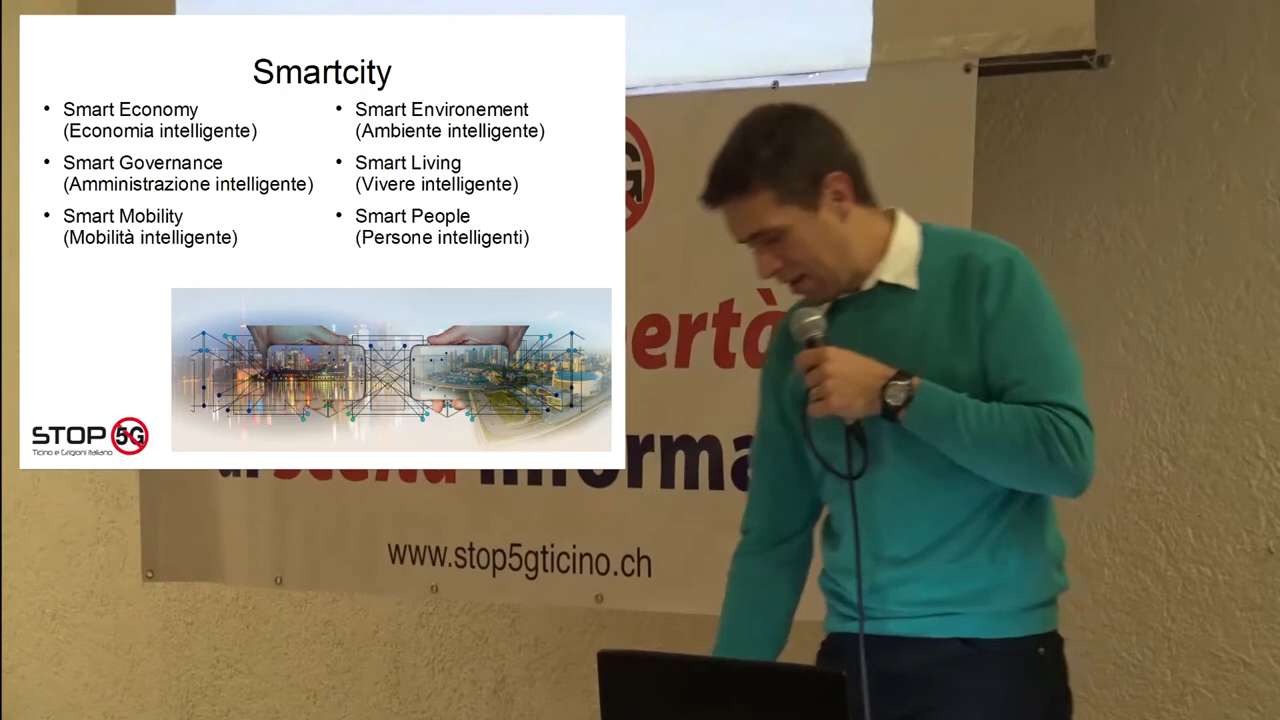 Smartcity
• Smart Economy
(Economia intelligente)
• Smart Governance
(Amministrazione intelligente)
• Smart Mobility
(Mobilità intelligente)
• Smart Environement
(Ambiente intelligente)
• Smart Living
(Vivere intelligente)
• Smart People
(Persone intelligenti)
STOP 5G
Ticino e Grigioni italiano
G
ertà
informa
www.stop5gticino.ch